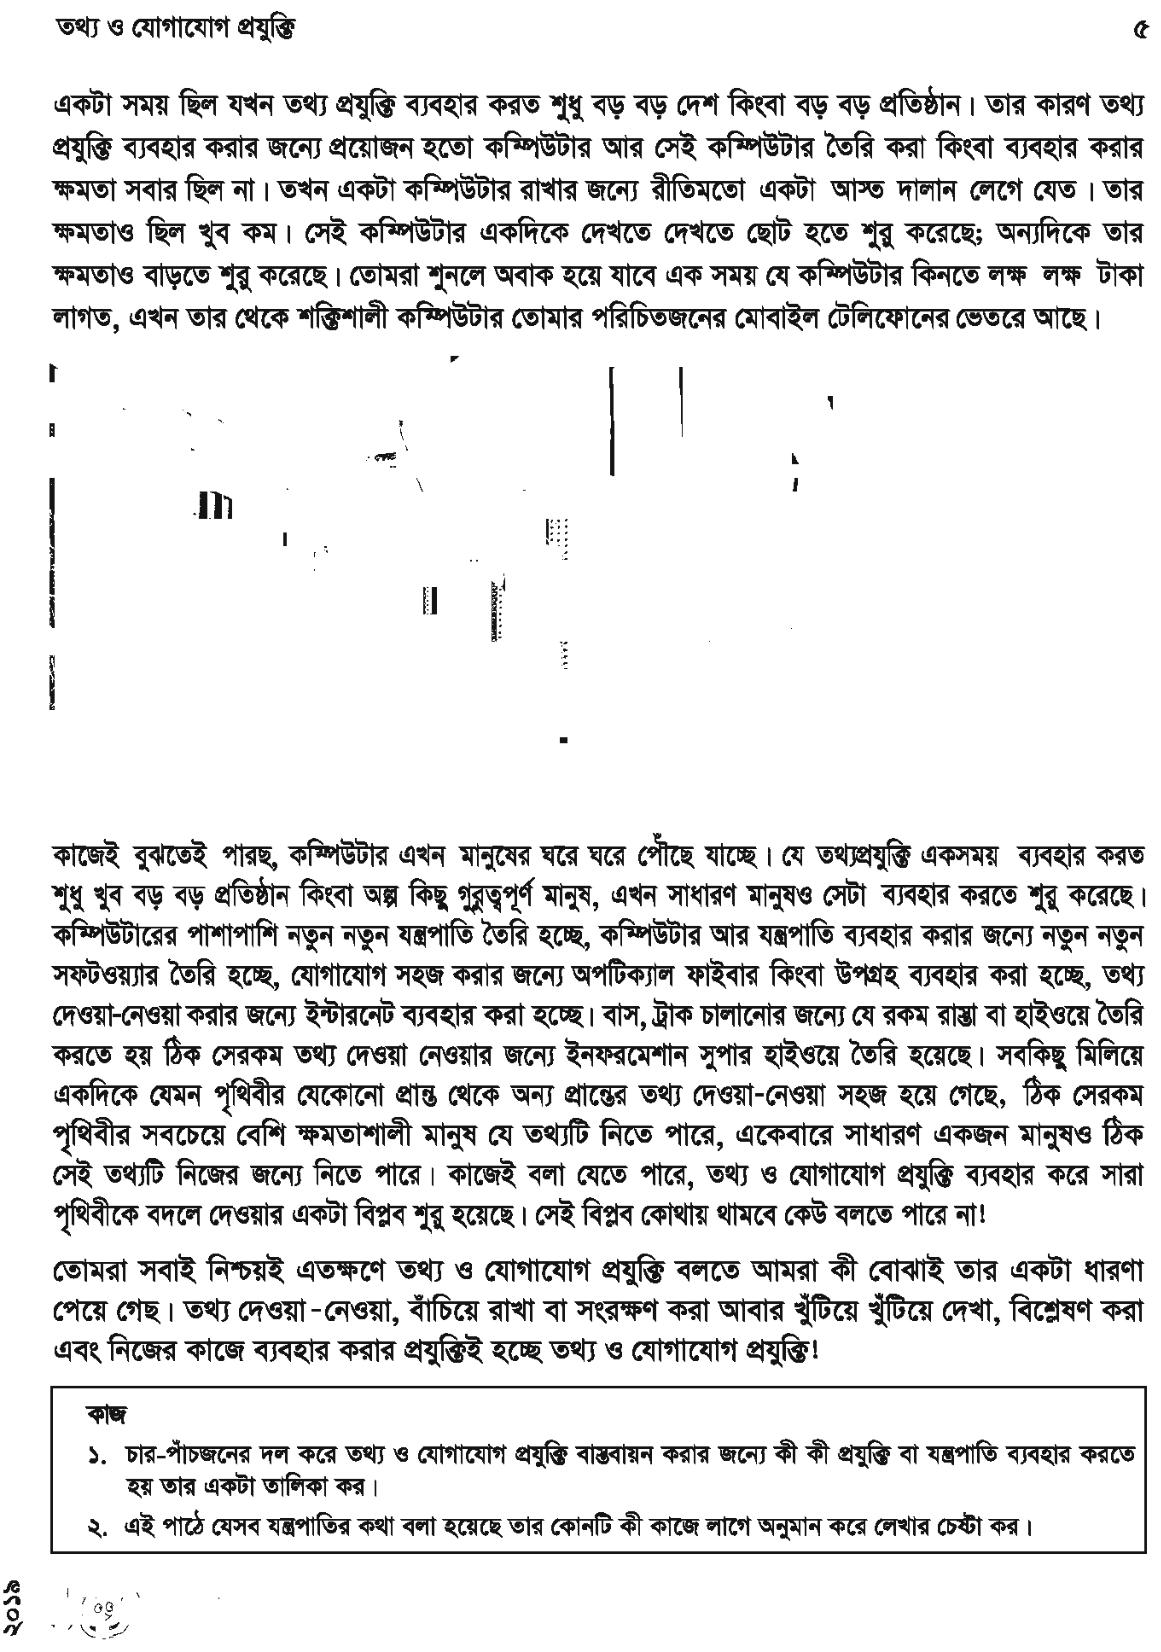 তথ্য ও যোগাযোগ প্রযুক্তি ৫
একটা সময় ছিল যখন তথ্য প্রযুক্তি ব্যবহার করত শুধু বড় বড় দেশ কিংবা বড় বড় প্রতিষ্ঠান। তার কারণ তথ্য
প্রযুক্তি ব্যবহার করার জন্যে প্রয়োজন হতো কম্পিউটার আর সেই কম্পিউটার তৈরি করা কিংবা ব্যবহার করার
ক্ষমতা সবার ছিল না। তখন একটা কম্পিউটার রাখার জন্যে রীতিমতো একটা আস্ত দালান লেগে যেত । তার
ক্ষমতাও ছিল খুব কম। সেই কম্পিউটার একদিকে দেখতে দেখতে ছোট হতে শুরু করেছে; অন্যদিকে তার
ক্ষমতাও বাড়তে শুরু করেছে। তোমরা শুনলে অবাক হয়ে যাবে এক সময় যে কম্পিউটার কিনতে লক্ষ লক্ষ টাকা
লাগত, এখন তার থেকে শক্তিশালী কম্পিউটার তোমার পরিচিতজনের মোবাইল টেলিফোনের ভেতরে আছে।
কাজেই বুঝতেই পারছ, কম্পিউটার এখন মানুষের ঘরে ঘরে পৌঁছে যাচ্ছে। যে তথ্যপ্রযুক্তি একসময় ব্যবহার করত
শুধু খুব বড় বড় প্রতিষ্ঠান কিংবা অল্প কিছু গুরুত্বপূর্ণ মানুষ, এখন সাধারণ মানুষও সেটা ব্যবহার করতে শুরু করেছে।
কম্পিউটারের পাশাপাশি নতুন নতুন যন্ত্রপাতি তৈরি হচ্ছে, কম্পিউটার আর যন্ত্রপাতি ব্যবহার করার জন্যে নতুন নতুন
সফটওয়্যার তৈরি হচ্ছে, যোগাযোগ সহজ করার জন্যে অপটিক্যাল ফাইবার কিংবা উপগ্রহ ব্যবহার করা হচ্ছে, তথ্য
দেওয়া-নেওয়া করার জন্যে ইন্টারনেট ব্যবহার করা হচ্ছে। বাস, ট্রাক চালানোর জন্যে যে রকম রাস্তা বা হাইওয়ে তৈরি
করতে হয় ঠিক সেরকম তথ্য দেওয়া নেওয়ার জন্যে ইনফরমেশান সুপার হাইওয়ে তৈরি হয়েছে। সবকিছু মিলিয়ে
একদিকে যেমন পৃথিবীর যেকোনো প্রান্ত থেকে অন্য প্রান্তের তথ্য দেওয়া-নেওয়া সহজ হয়ে গেছে, ঠিক সেরকম
পৃথিবীর সবচেয়ে বেশি ক্ষমতাশালী মানুষ যে তথ্যটি নিতে পারে, একেবারে সাধারণ একজন মানুষও ঠিক
সেই তথ্যটি নিজের জন্যে নিতে পারে। কাজেই বলা যেতে পারে, তথ্য ও যোগাযোগ প্রযুক্তি ব্যবহার করে সারা
পৃথিবীকে বদলে দেওয়ার একটা বিপ্লব শুরু হয়েছে। সেই বিপ্লব কোথায় থামবে কেউ বলতে পারে না!
তোমরা সবাই নিশ্চয়ই এতক্ষণে তথ্য ও যোগাযোগ প্রযুক্তি বলতে আমরা কী বোঝাই তার একটা ধারণা
পেয়ে গেছ। তথ্য দেওয়া -নেওয়া, বাঁচিয়ে রাখা বা সংরক্ষণ করা আবার খুঁটিয়ে খুঁটিয়ে দেখা, বিশ্লেষণ করা
এবং নিজের কাজে ব্যবহার করার প্রযুক্তিই হচ্ছে তথ্য ও যোগাযোগ প্রযুক্তি!
কাজ
১. চার-পাঁচজনের দল করে তথ্য ও যোগাযোগ প্রযুক্তি বাস্তবায়ন করার জন্যে কী কী প্রযুক্তি বা যন্ত্রপাতি ব্যবহার করতে
হয় তার একটা তালিকা কর।
২. এই পাঠে যেসব যন্ত্রপাতির কথা বলা হয়েছে তার কোনটি কী কাজে লাগে অনুমান করে লেখার চেষ্টা কর।
২০১৯